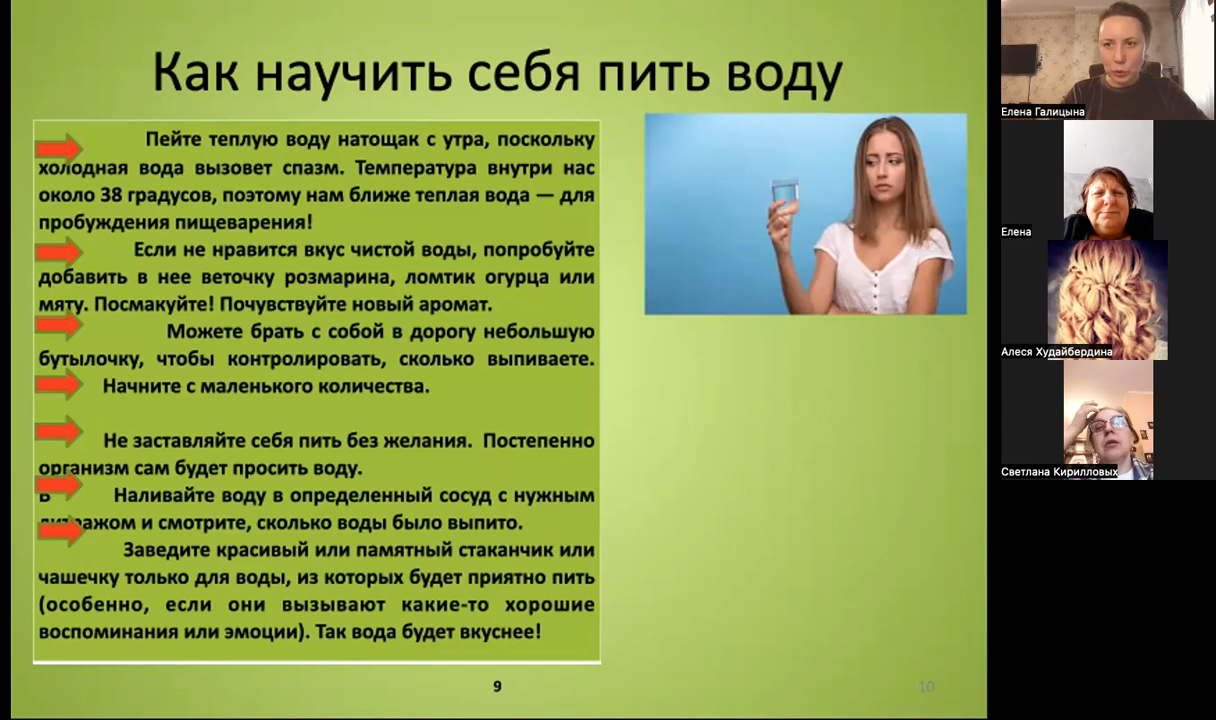 Как научить себя пить воду
Пейте теплую воду натощак с утра, поскольку
холодная вода вызовет спазм. Температура внутри нас
около 38 градусов, поэтому нам ближе теплая вода — для
пробуждения пищеварения!
Если не нравится вкус чистой воды, попробуйте
добавить в нее веточку розмарина, ломтик огурца или
мяту. Посмакуйте! Почувствуйте новый аромат.
Можете брать с собой в дорогу небольшую
бутылочку, чтобы контролировать, сколько выпиваете.
Начните с маленького количества.
Не заставляйте себя пить без желания. Постепенно
организм сам будет просить воду.
Наливайте воду в определенный сосуд с нужным
литражом и смотрите, сколько воды было выпито.
Заведите красивый или памятный стаканчик или
чашечку только для воды, из которых будет приятно пить
(особенно, если они вызывают какие-то хорошие
воспоминания или эмоции). Так вода будет вкуснее!
9
10
Елена Галицына
Елена
Алеся Худайбердина
Светлана Кирилловых